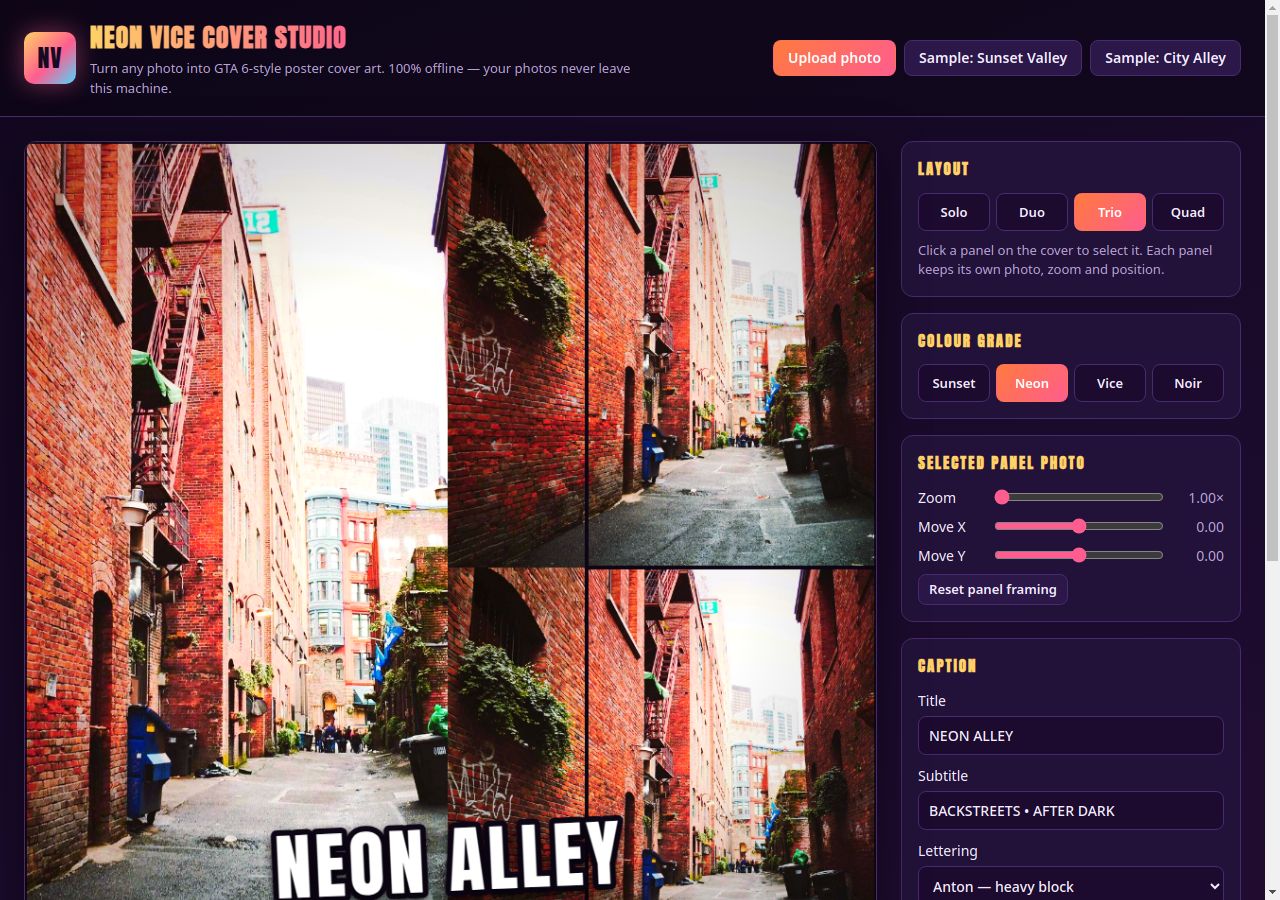 NV
NEON VICE COVER STUDIO
Turn any photo into GTA 6-style poster cover art. 100% offline — your photos never leave
this machine.
Upload photo
Sample: Sunset Valley
Sample: City Alley
NEON ALLEY
LAYOUT
Solo
Duo
Trio
Quad
Click a panel on the cover to select it. Each panel
keeps its own photo, zoom and position.
COLOUR GRADE
Sunset
Neon
Vice
Noir
SELECTED PANEL PHOTO
Zoom 1.00×
Move X 0.00
Move Y 0.00
Reset panel framing
CAPTION
Title
NEON ALLEY
Subtitle
BACKSTREETS • AFTER DARK
Lettering
Anton — heavy block